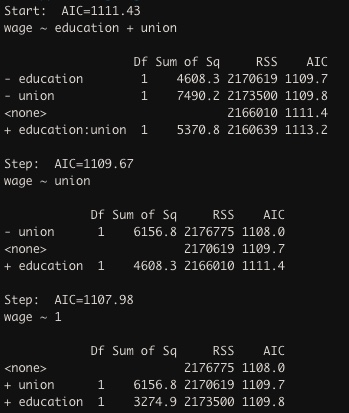 Start:  AIC=1111.43
wage ~ education + union

                  Df Sum of Sq     RSS    AIC
- education        1    4608.3 2170619 1109.7
- union            1    7490.2 2173500 1109.8
<none>                         2166010 1111.4
+ education:union  1    5370.8 2160639 1113.2

Step:  AIC=1109.67
wage ~ union

            Df Sum of Sq     RSS    AIC
- union      1    6156.8 2176775 1108.0
<none>                   2170619 1109.7
+ education  1    4608.3 2166010 1111.4

Step:  AIC=1107.98
wage ~ 1

            Df Sum of Sq     RSS    AIC
<none>                   2176775 1108.0
+ union      1    6156.8 2170619 1109.7
+ education  1    3274.9 2173500 1109.8